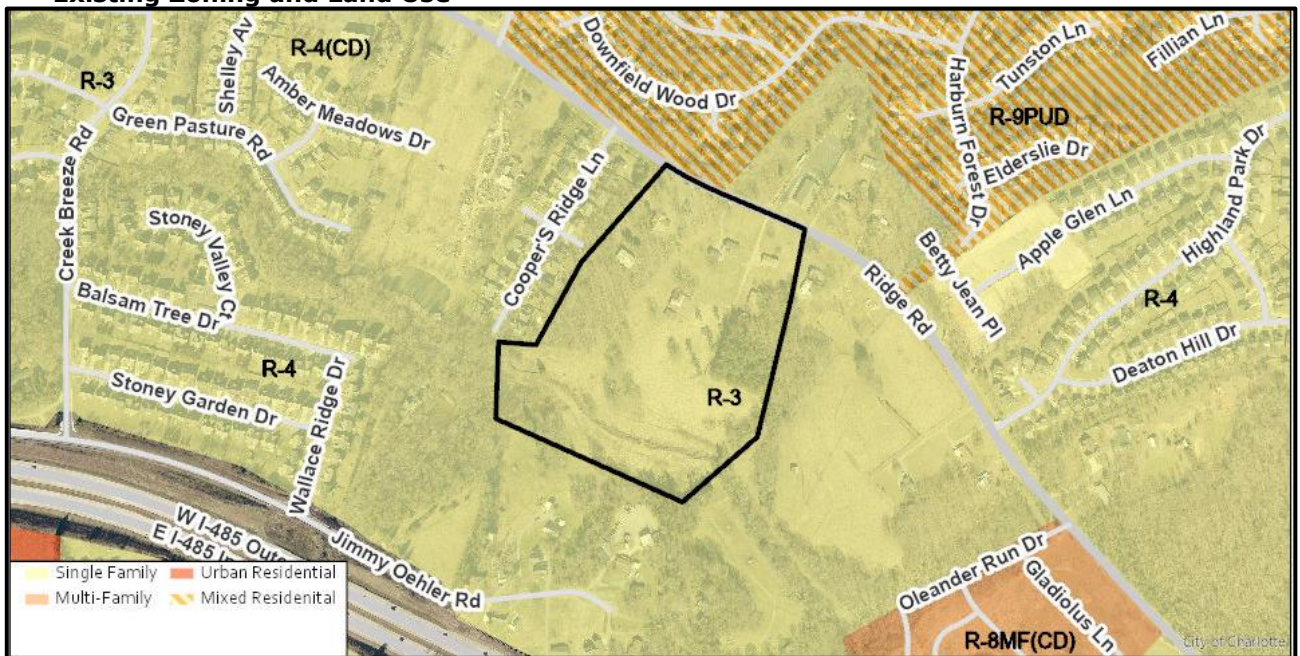 Existing Zoning and Land Use
R-3
Shelley Av
R-4(CD)
Amber Meadows Dr
Green Pasture Rd
Creek Breeze Rd
Stoney Valley Ct
Balsam Tree Dr
R-4
Stoney Garden Dr
Wallace Ridge Dr
Cooper'S Ridge Ln
Downfield Wood Dr
Harburn Forest Dr
Tunston Ln
Fillian Ln
R-9PUD
Elderslie Dr
Apple Glen Ln
Highland Park Dr
Betty Jean Pl
Ridge Rd
R-4
Deaton Hill Dr
R-3
W I-485 Oute
E I-485 In
Jimmy Oehler Rd
Oleander Run Dr
Gladiolus Ln
R-8MF(CD)
Single Family
Urban Residential
Multi-Family
Mixed Residenital
City of Charlotte